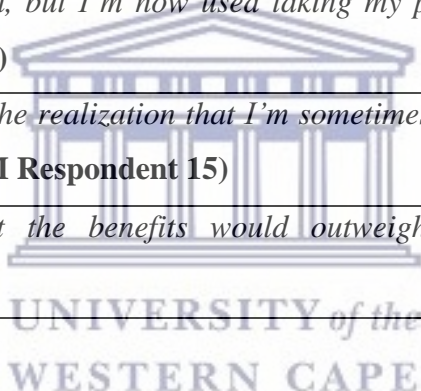 , but I'm now used taking my p
)
he realization that I'm sometime
I Respondent 15)
t the benefits would outweigh
UNIVERSITY of the
WESTERN CAPE